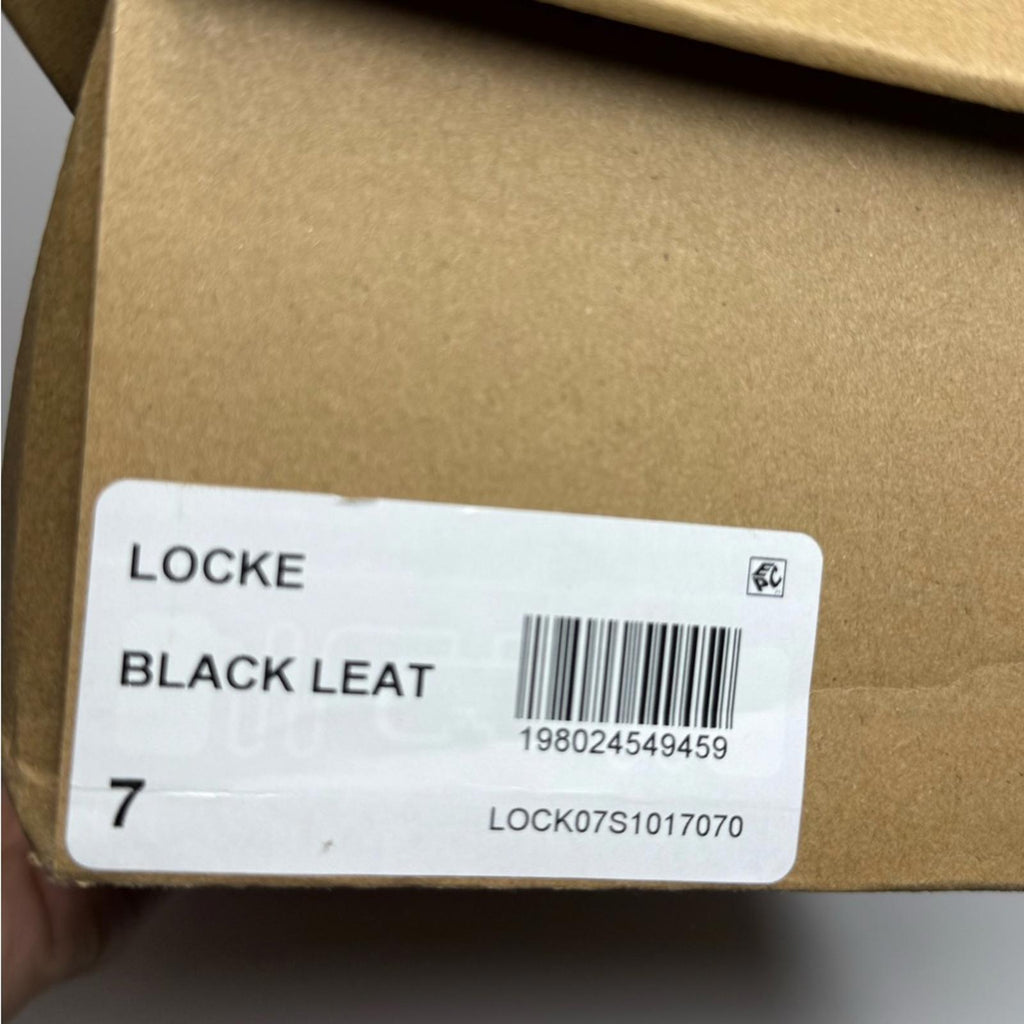 LOCKE
BLACK LEAT
198024549459
7
LOCK07S1017070